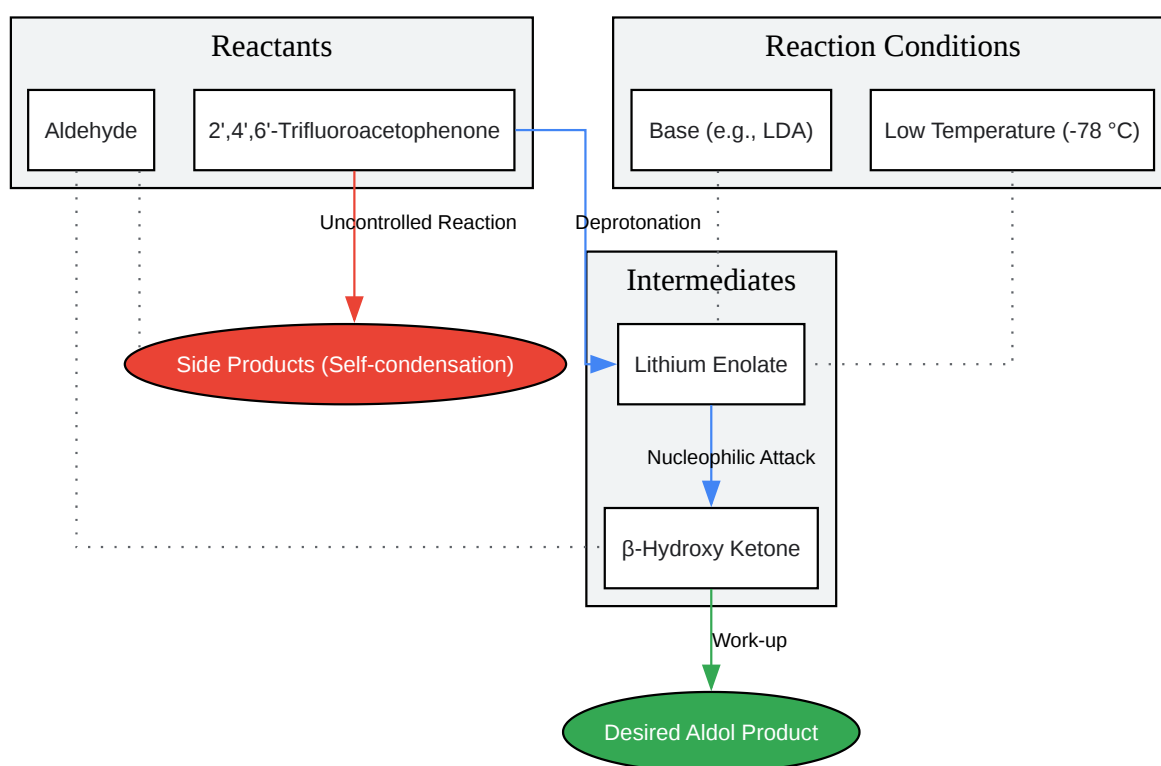 Reactants
Reaction Conditions
Aldehyde
2',4',6'-Trifluoroacetophenone
Base (e.g., LDA)
Low Temperature (-78 °C)
Uncontrolled Reaction
Deprotonation
Intermediates
Side Products (Self-condensation)
Lithium Enolate
Nucleophilic Attack
β-Hydroxy Ketone
Work-up
Desired Aldol Product